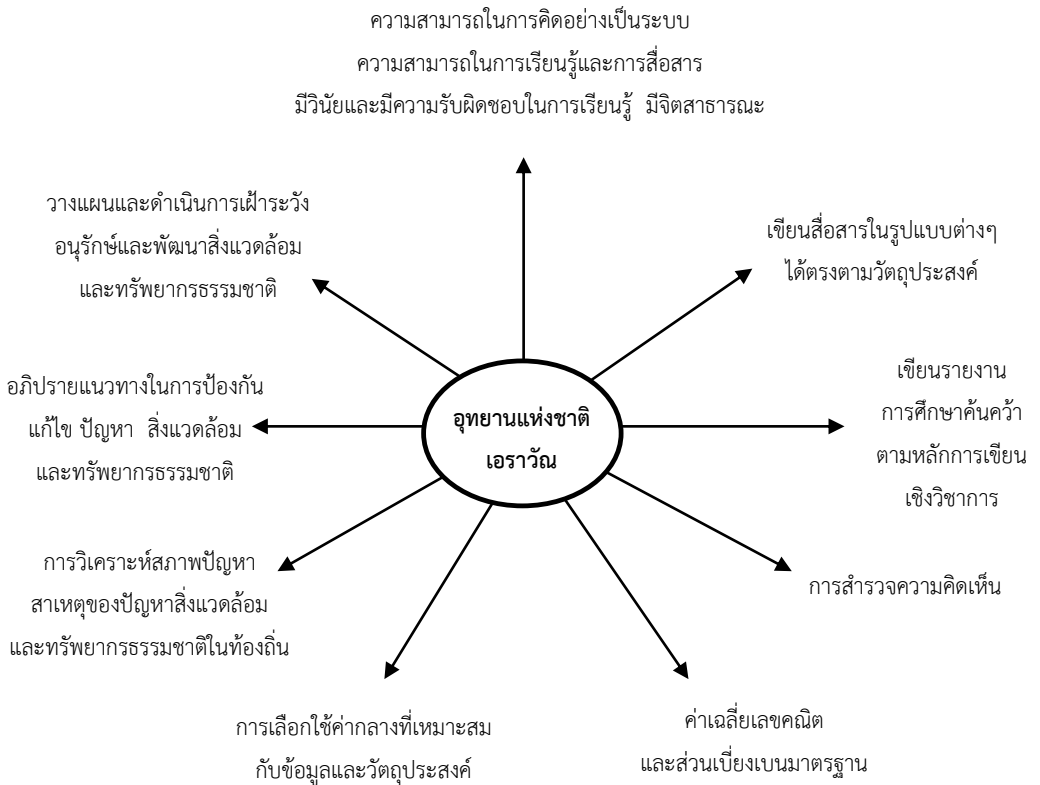 ความสามารถในการคิดอย่างเป็นระบบ
ความสามารถในการเรียนรู้และการสื่อสาร
มีวินัยและมีความรับผิดชอบในการเรียนรู้ มีจิตสาธารณะ
วางแผนและดำเนินการเฝ้าระวัง
อนุรักษ์และพัฒนาสิ่งแวดล้อม
และทรัพยากรธรรมชาติ
เขียนสื่อสารในรูปแบบต่างๆ
ได้ตรงตามวัตถุประสงค์
อภิปรายแนวทางในการป้องกัน
แก้ไข ปัญหา สิ่งแวดล้อม
และทรัพยากรธรรมชาติ
อุทยานแห่งชาติ
เอราวัณ
เขียนรายงาน
การศึกษาค้นคว้า
ตามหลักการเขียน
เชิงวิชาการ
การวิเคราะห์สภาพปัญหา
สาเหตุของปัญหาสิ่งแวดล้อม
และทรัพยากรธรรมชาติในท้องถิ่น
การสำรวจความคิดเห็น
การเลือกใช้ค่ากลางที่เหมาะสม
กับข้อมูลและวัตถุประสงค์
ค่าเฉลี่ยเลขคณิต
และส่วนเบี่ยงเบนมาตรฐาน